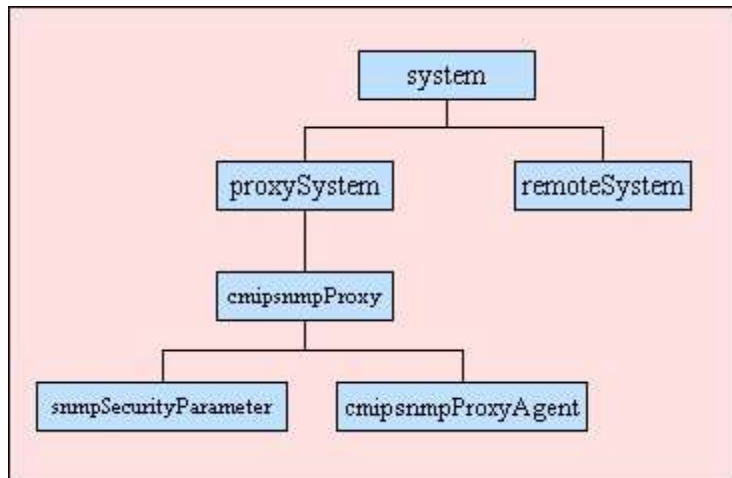 system
proxySystem
remoteSystem
cmipsnmpProxy
snmpSecurityParameter
cmipsnmpProxyAgent